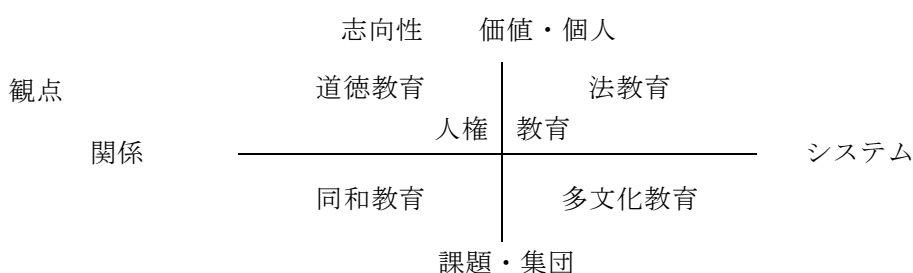 志向性 価値・個人
観点 道徳教育 法教育
人権 教育
関係 システム
同和教育 多文化教育
課題・集団